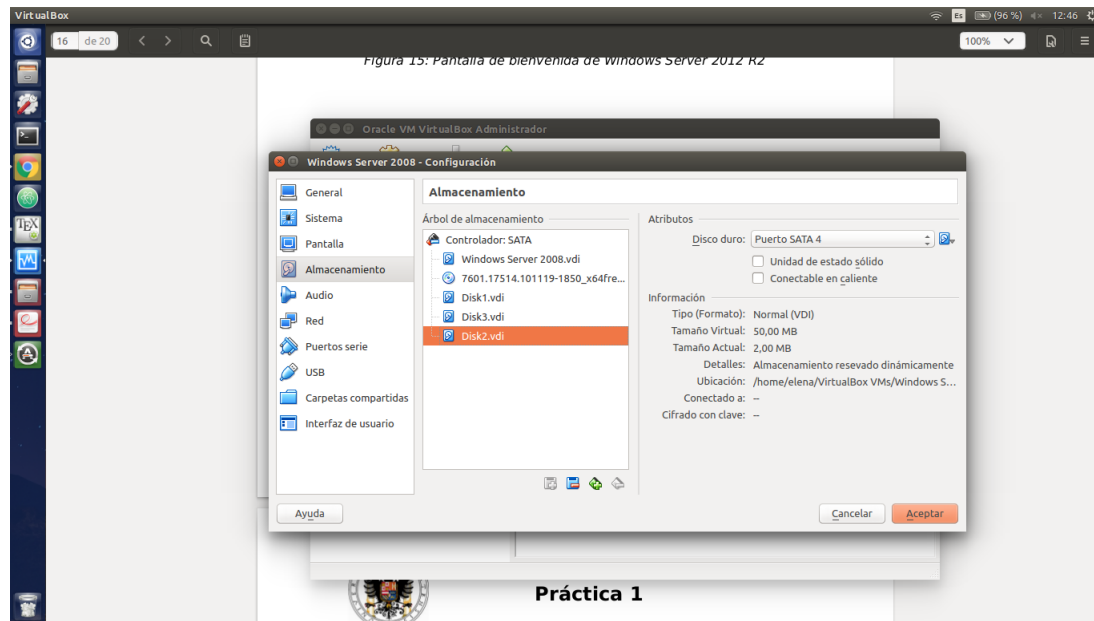 VirtualBox
Es
(96 %)
12:46
16 de 20
100%
Figura 15: Pantalla de bienvenida de Windows Server 2012 R2
Oracle VM VirtualBox Administrador
Windows Server 2008 - Configuración
General
Sistema
Pantalla
Almacenamiento
Audio
Red
Puertos serie
USB
Carpetas compartidas
Interfaz de usuario
Almacenamiento
Árbol de almacenamiento
Controlador: SATA
Windows Server 2008.vdi
7601.17514.101119-1850_x64fre...
Disk1.vdi
Disk3.vdi
Disk2.vdi
Atributos
Disco duro: Puerto SATA 4
Unidad de estado sólido
Conectable en caliente
Información
Tipo (Formato): Normal (VDI)
Tamaño Virtual: 50,00 MB
Tamaño Actual: 2,00 MB
Detalles: Almacenamiento resevado dinámicamente
Ubicación: /home/elena/VirtualBox VMs/Windows S...
Conectado a: --
Cifrado con clave: --
Ayuda
Cancelar
Aceptar
TEX
Práctica 1